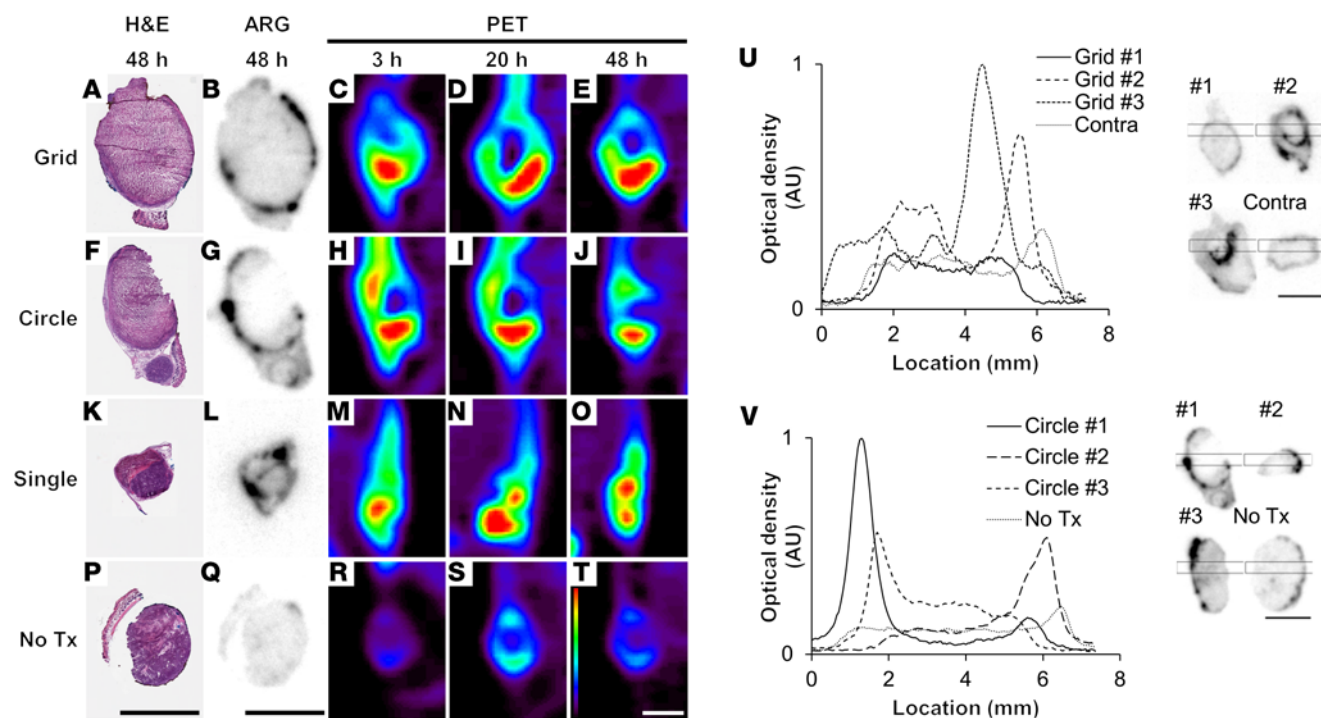 H&E ARG PET
48 h 48 h 3 h 20 h 48 h
A B C D E
Grid
F G H I J
Circle
K L M N O
Single
P Q R S T
No Tx
U
1
0
Optical density
(AU)
0 2 4 6 8
Location (mm)
Grid #1
Grid #2
Grid #3
Contra
#1 #2
#3 Contra
V
1
0
Optical density
(AU)
0 2 4 6 8
Location (mm)
Circle #1
Circle #2
Circle #3
No Tx
#1 #2
#3 No Tx